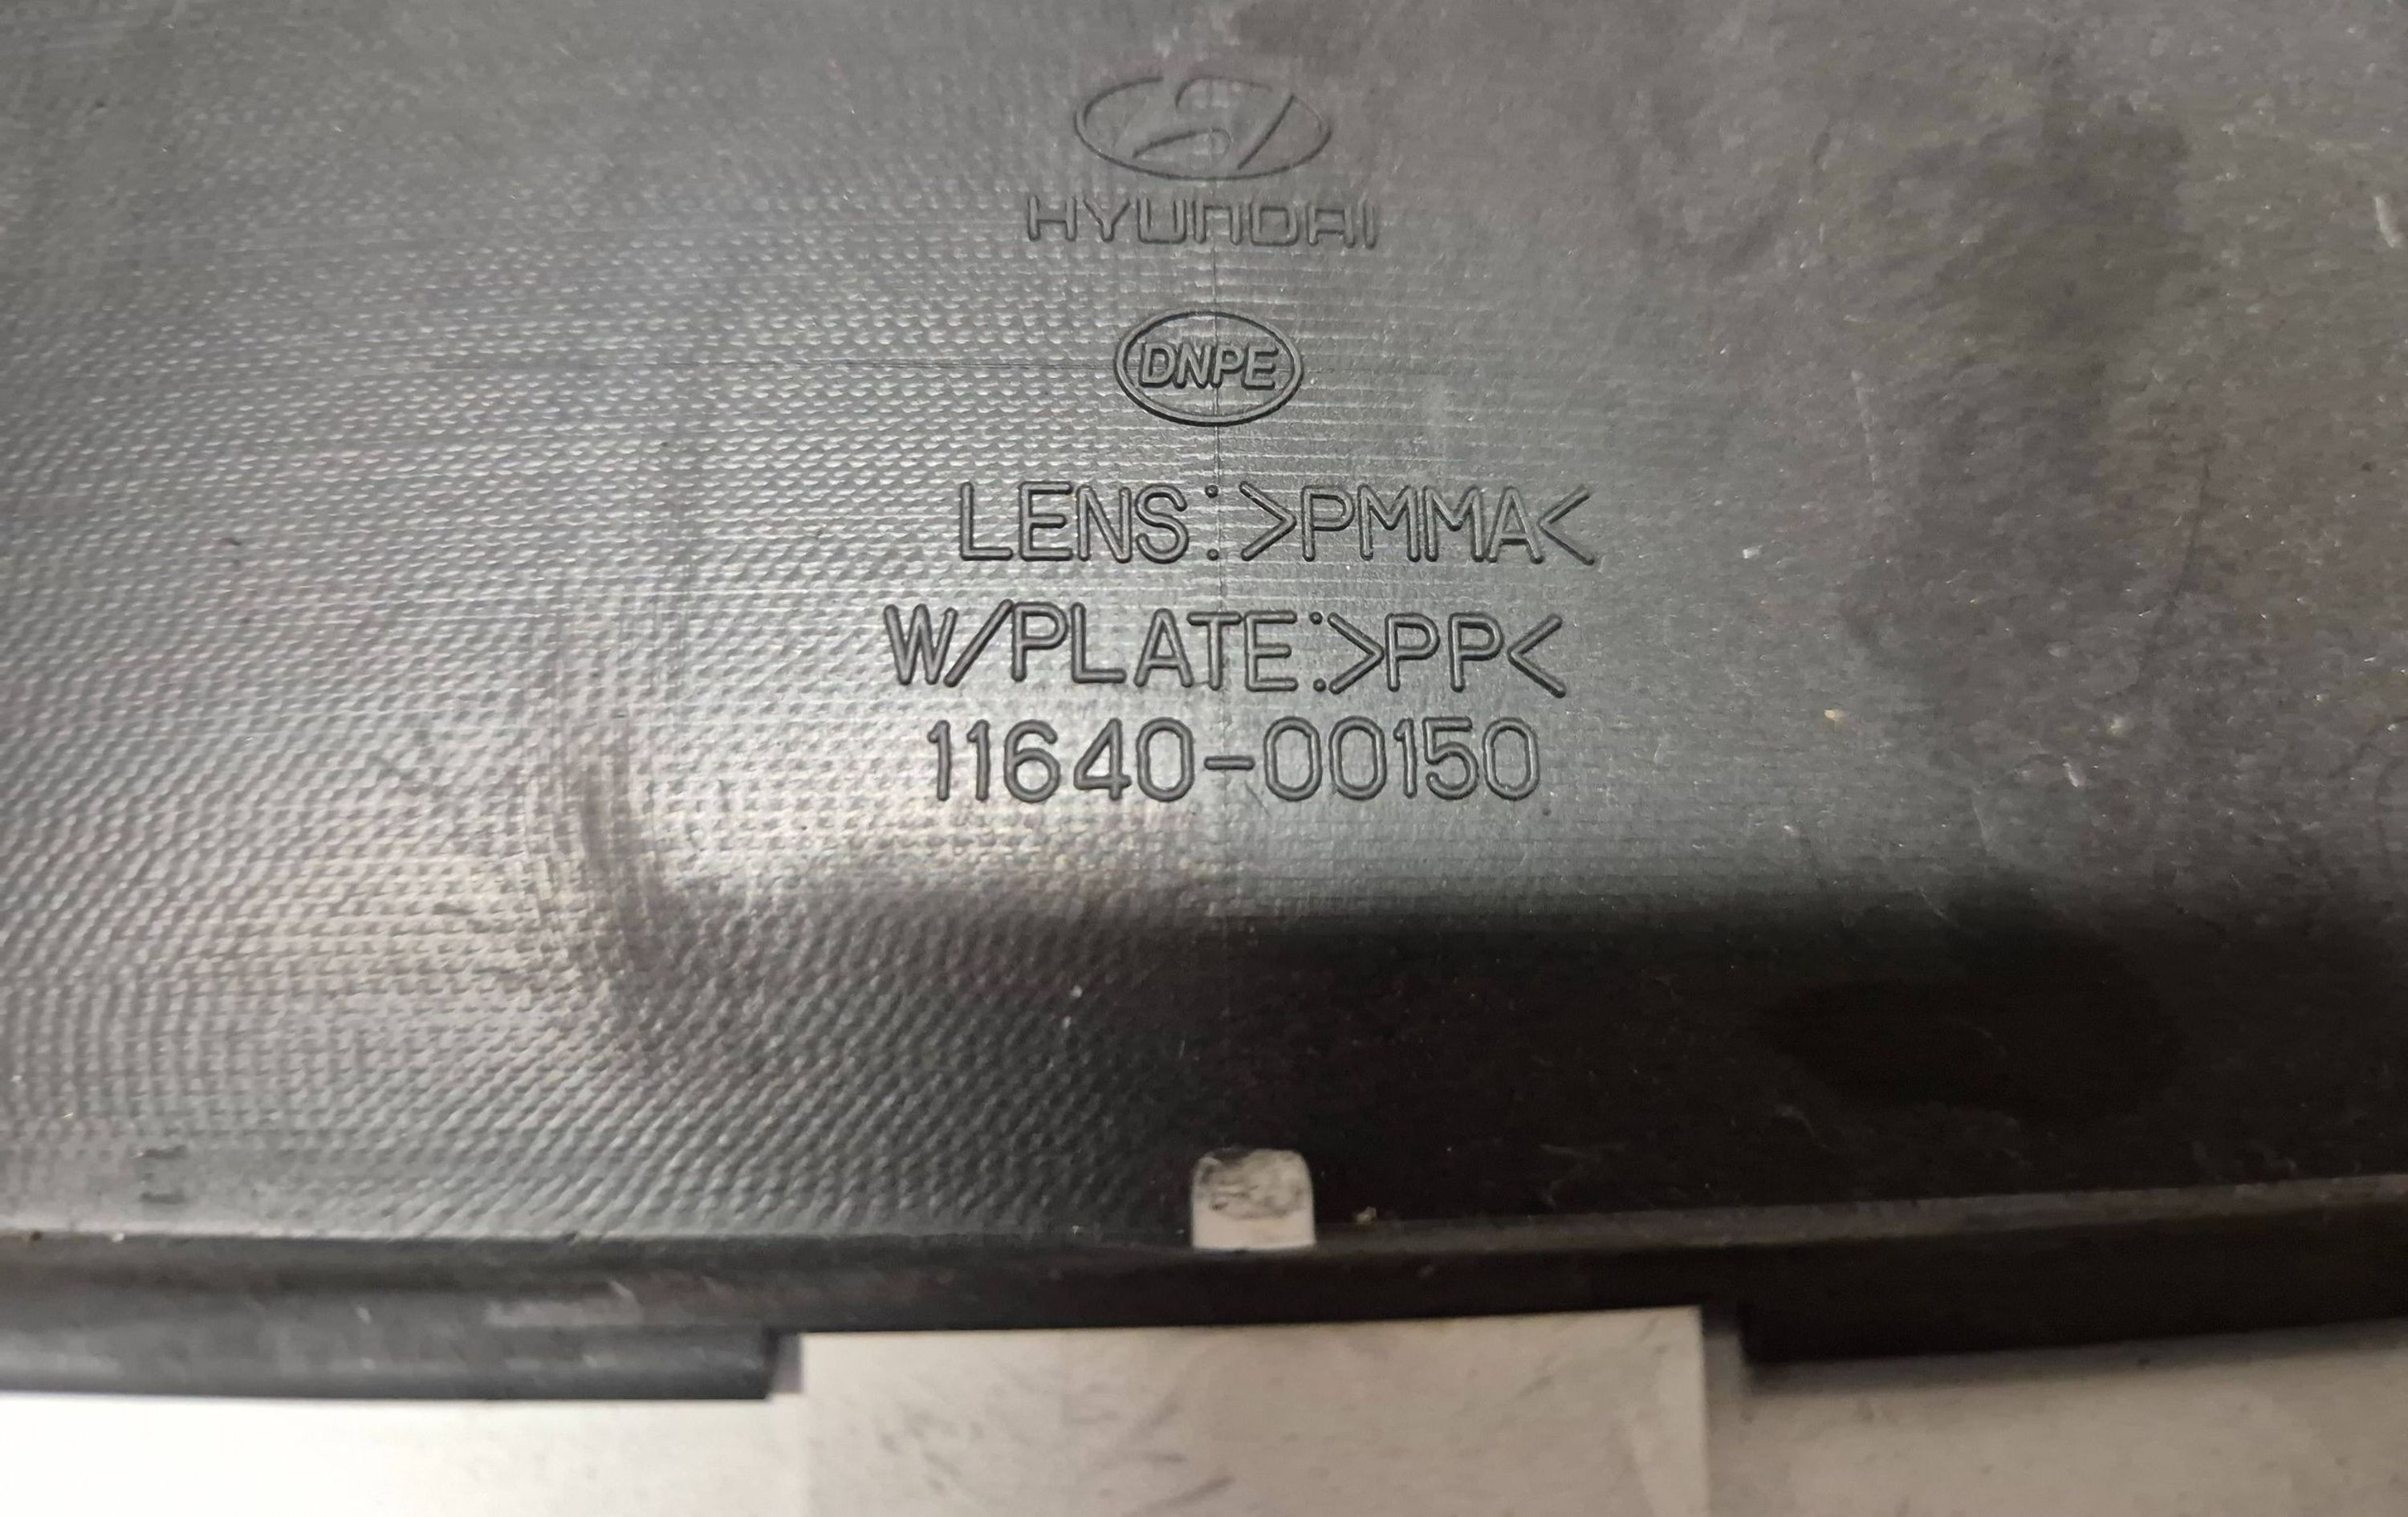 HYUNDAI
DNPE
LENS:>PMMA<
W/PLATE:>PP<
11640-00150